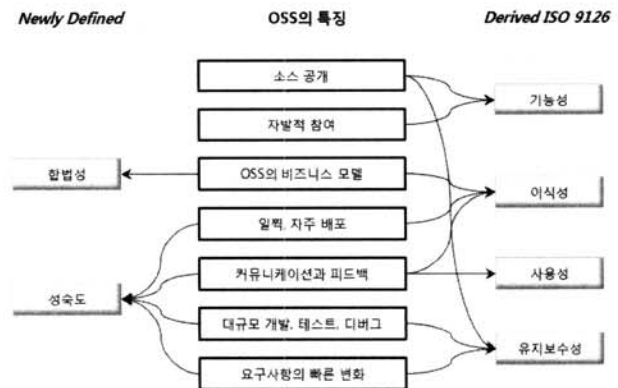 Newly Defined OSS의 특징 Derived ISO 9126
소스 공개
기능성
자발적 참여
합법성
OSS의 비즈니스 모델
이식성
일찍, 자주 배포
커뮤니케이션과 피드백
사용성
성숙도
대규모 개발, 테스트, 디버그
유지보수성
요구사항의 빠른 변화